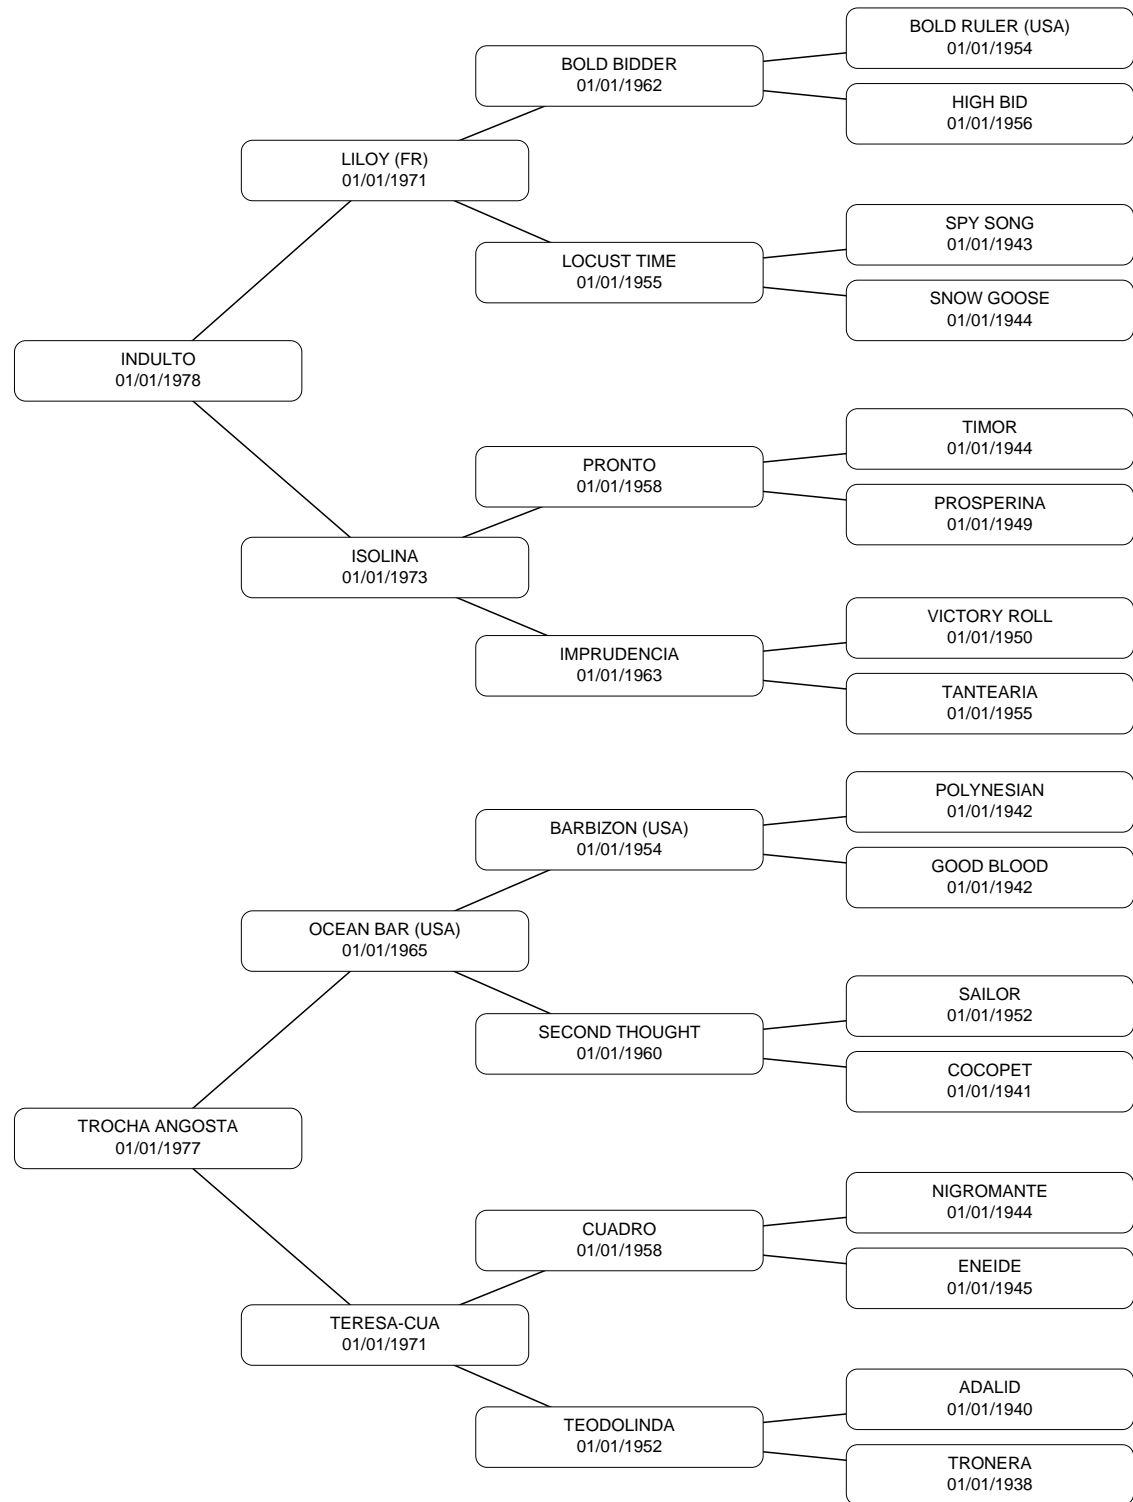 BOLD RULER (USA)
01/01/1954
BOLD BIDDER
01/01/1962
HIGH BID
01/01/1956
LILOY (FR)
01/01/1971
SPY SONG
01/01/1943
LOCUST TIME
01/01/1955
SNOW GOOSE
01/01/1944
INDULTO
01/01/1978
TIMOR
01/01/1944
PRONTO
01/01/1958
PROSPERINA
01/01/1949
ISOLINA
01/01/1973
VICTORY ROLL
01/01/1950
IMPRUDENCIA
01/01/1963
TANTEARIA
01/01/1955
POLYNESIAN
01/01/1942
BARBIZON (USA)
01/01/1954
GOOD BLOOD
01/01/1942
OCEAN BAR (USA)
01/01/1965
SAILOR
01/01/1952
SECOND THOUGHT
01/01/1960
COCOPET
01/01/1941
TROCHA ANGOSTA
01/01/1977
NIGROMANTE
01/01/1944
CUADRO
01/01/1958
ENEIDE
01/01/1945
TERESA-CUA
01/01/1971
ADALID
01/01/1940
TEODOLINDA
01/01/1952
TRONERA
01/01/1938